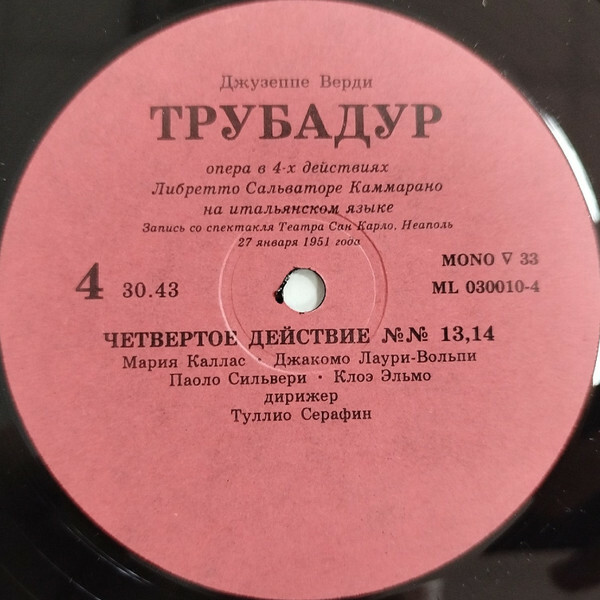 Джузеппе Верди
ТРУБАДУР
опера в 4-х действиях
Либретто Сальваторе Каммарано
на итальянском языке
Запись со спектакля Театра Сан Карло, Неаполь
27 января 1951 года
MONO ∇ 33
4 30.43
ML 030010-4
ЧЕТВЕРТОЕ ДЕЙСТВИЕ №№ 13,14
Мария Каллас · Джакомо Лаури-Вольпи
Паоло Сильвери · Клоэ Эльмо
дирижер
Туллио Серафин